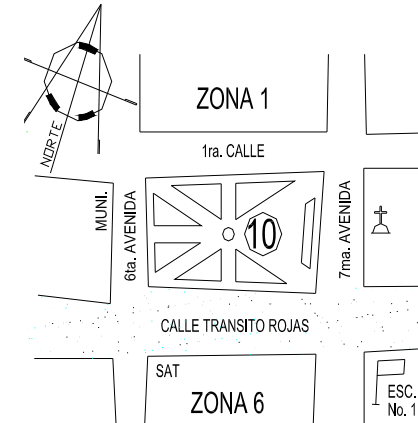 ZONA 1
NORTE
1ra. CALLE
MUNI.
6ta. AVENIDA
10
7ma. AVENIDA
CALLE TRANSITO ROJAS
SAT
ZONA 6
ESC.
No. 1